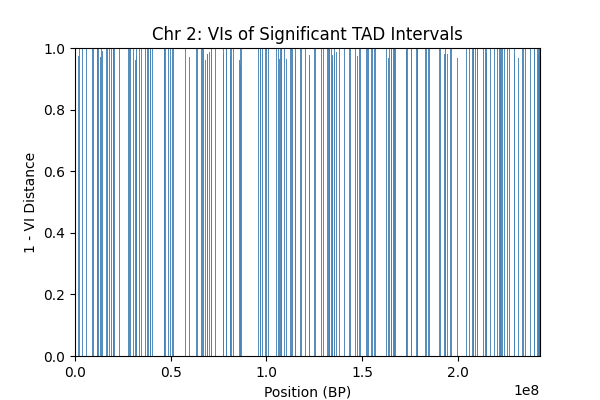 Chr 2: VIs of Significant TAD Intervals
1 - VI Distance
1.0
0.8
0.6
0.4
0.2
0.0
0.0 0.5 1.0 1.5 2.0
1e8
Position (BP)